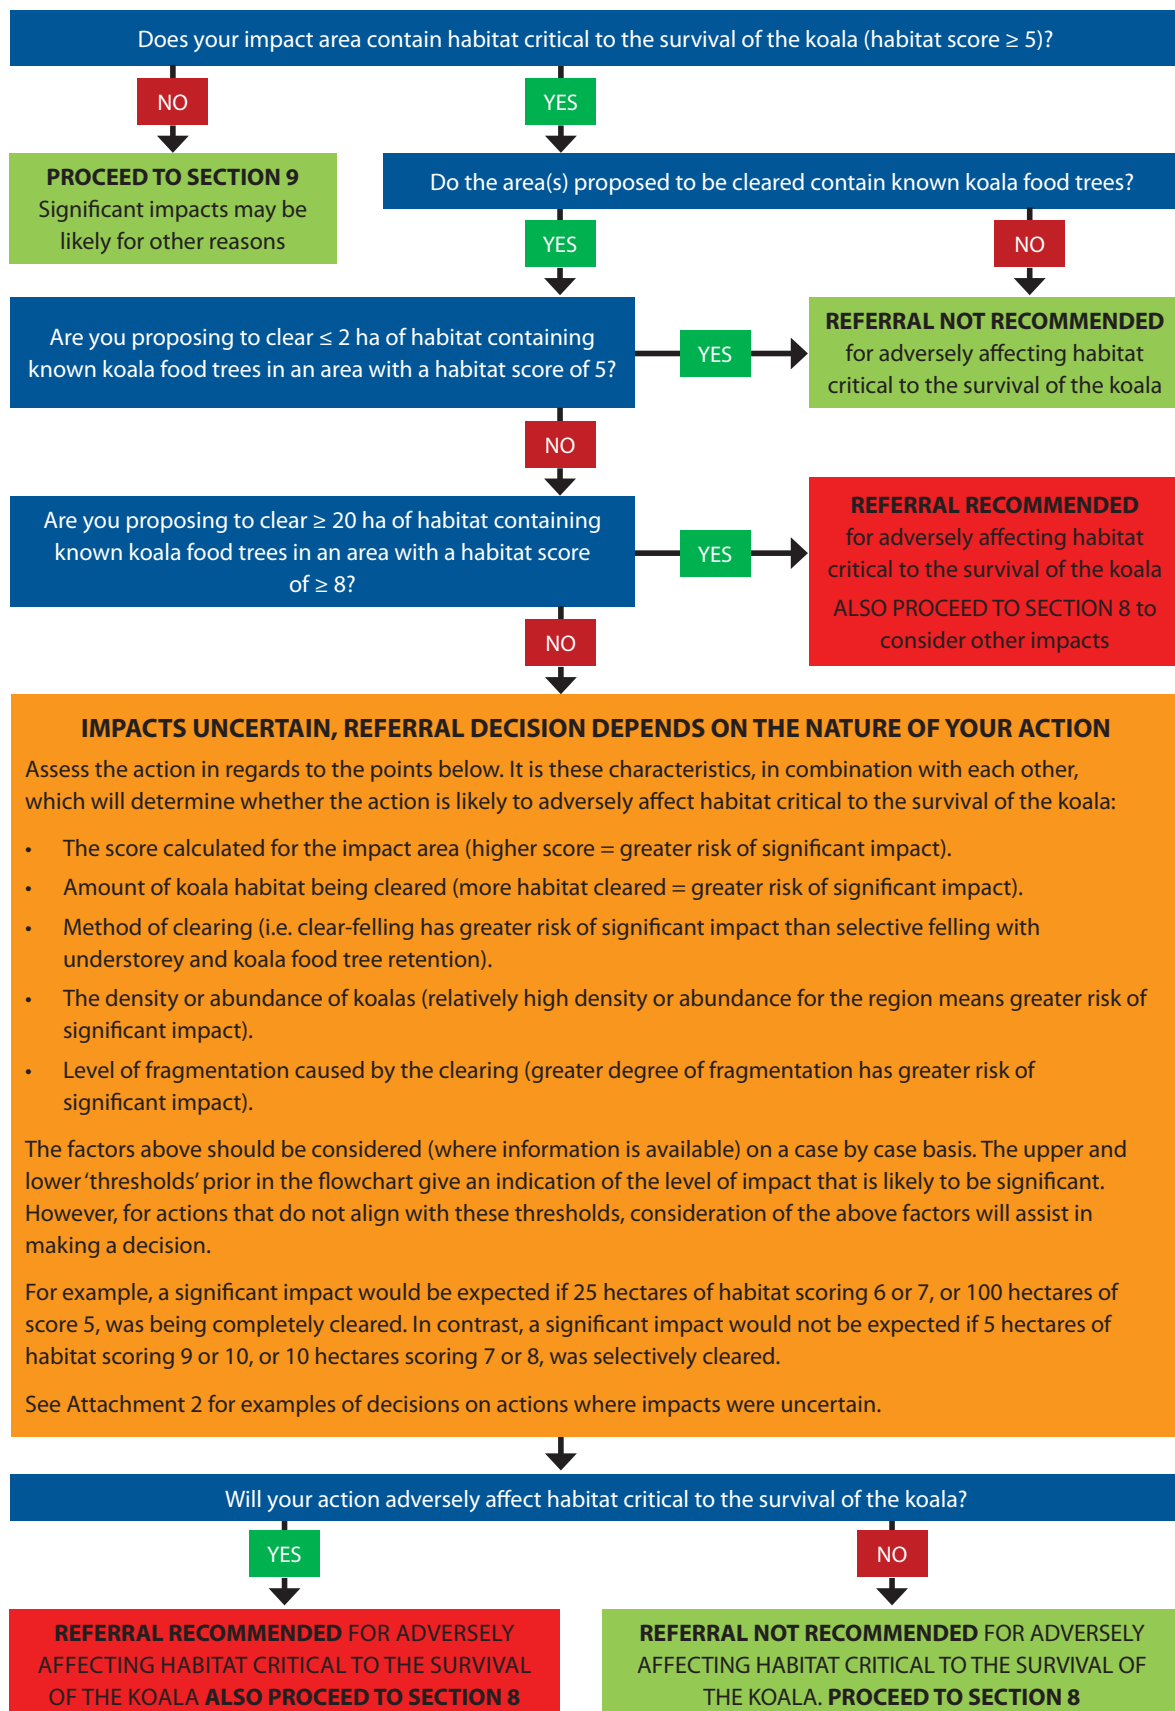 Does your impact area contain habitat critical to the survival of the koala (habitat score ≥ 5)?
NO
YES
PROCEED TO SECTION 9
Significant impacts may be
likely for other reasons
Do the area(s) proposed to be cleared contain known koala food trees?
YES
NO
Are you proposing to clear ≤ 2 ha of habitat containing
known koala food trees in an area with a habitat score of 5?
YES
REFERRAL NOT RECOMMENDED
for adversely affecting habitat
critical to the survival of the koala
NO
Are you proposing to clear ≥ 20 ha of habitat containing
known koala food trees in an area with a habitat score
of ≥ 8?
YES
REFERRAL RECOMMENDED
for adversely affecting habitat
critical to the survival of the koala
ALSO PROCEED TO SECTION 8 to
consider other impacts
NO
IMPACTS UNCERTAIN, REFERRAL DECISION DEPENDS ON THE NATURE OF YOUR ACTION
Assess the action in regards to the points below. It is these characteristics, in combination with each other,
which will determine whether the action is likely to adversely affect habitat critical to the survival of the koala:
• The score calculated for the impact area (higher score = greater risk of significant impact).
• Amount of koala habitat being cleared (more habitat cleared = greater risk of significant impact).
• Method of clearing (i.e. clear-felling has greater risk of significant impact than selective felling with
understorey and koala food tree retention).
• The density or abundance of koalas (relatively high density or abundance for the region means greater risk of
significant impact).
• Level of fragmentation caused by the clearing (greater degree of fragmentation has greater risk of
significant impact).
The factors above should be considered (where information is available) on a case by case basis. The upper and
lower 'thresholds' prior in the flowchart give an indication of the level of impact that is likely to be significant.
However, for actions that do not align with these thresholds, consideration of the above factors will assist in
making a decision.
For example, a significant impact would be expected if 25 hectares of habitat scoring 6 or 7, or 100 hectares of
score 5, was being completely cleared. In contrast, a significant impact would not be expected if 5 hectares of
habitat scoring 9 or 10, or 10 hectares scoring 7 or 8, was selectively cleared.
See Attachment 2 for examples of decisions on actions where impacts were uncertain.
Will your action adversely affect habitat critical to the survival of the koala?
YES
NO
REFERRAL RECOMMENDED FOR ADVERSELY
AFFECTING HABITAT CRITICAL TO THE SURVIVAL
OF THE KOALA ALSO PROCEED TO SECTION 8
REFERRAL NOT RECOMMENDED FOR ADVERSELY
AFFECTING HABITAT CRITICAL TO THE SURVIVAL OF
THE KOALA. PROCEED TO SECTION 8